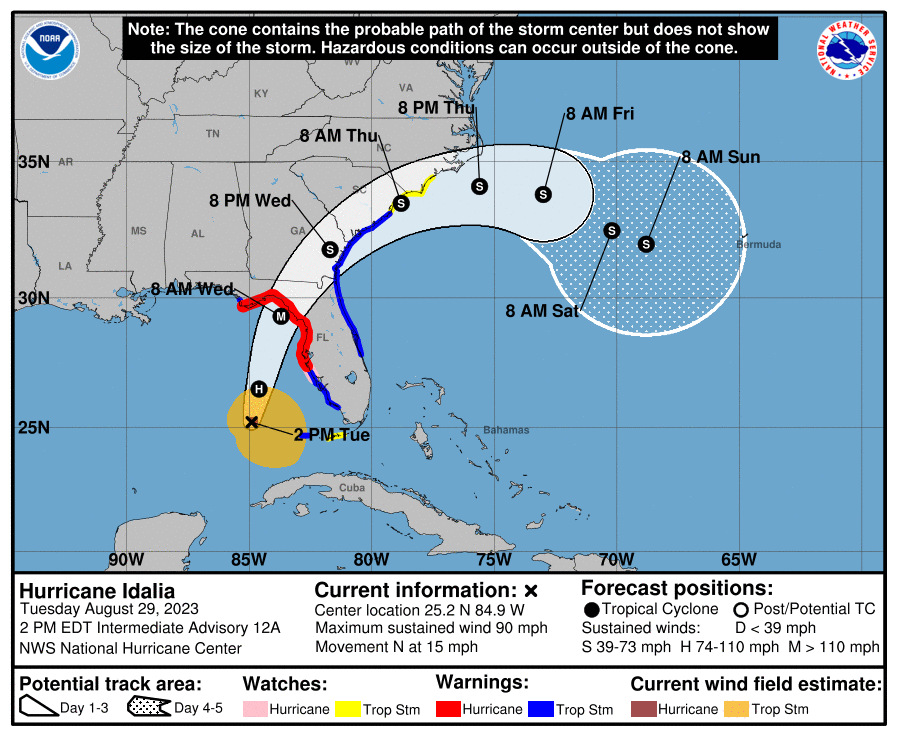 Note: The cone contains the probable path of the storm center but does not show
the size of the storm. Hazardous conditions can occur outside of the cone.
NOAA
NATIONAL WEATHER SERVICE
WV
KY
VA
8 PM Thu
8 AM Fri
TN
8 AM Thu
NC
35N
AR
8 AM Sun
SC
8 PM Wed
MS
AL
GA
Bermuda
LA
8 AM Wed
30N
8 AM Sat
FL
25N
2 PM Tue
Bahamas
Cuba
90W
85W
80W
75W
70W
65W
S
S
S
S
S
S
M
H
Hurricane Idalia
Tuesday August 29, 2023
2 PM EDT Intermediate Advisory 12A
NWS National Hurricane Center
Current information: ×
Center location 25.2 N 84.9 W
Maximum sustained wind 90 mph
Movement N at 15 mph
Forecast positions:
Tropical Cyclone Post/Potential TC
Sustained winds: D < 39 mph
S 39-73 mph H 74-110 mph M > 110 mph
Potential track area:
Day 1-3 Day 4-5
Watches:
Hurricane Trop Stm
Warnings:
Hurricane Trop Stm
Current wind field estimate:
Hurricane Trop Stm